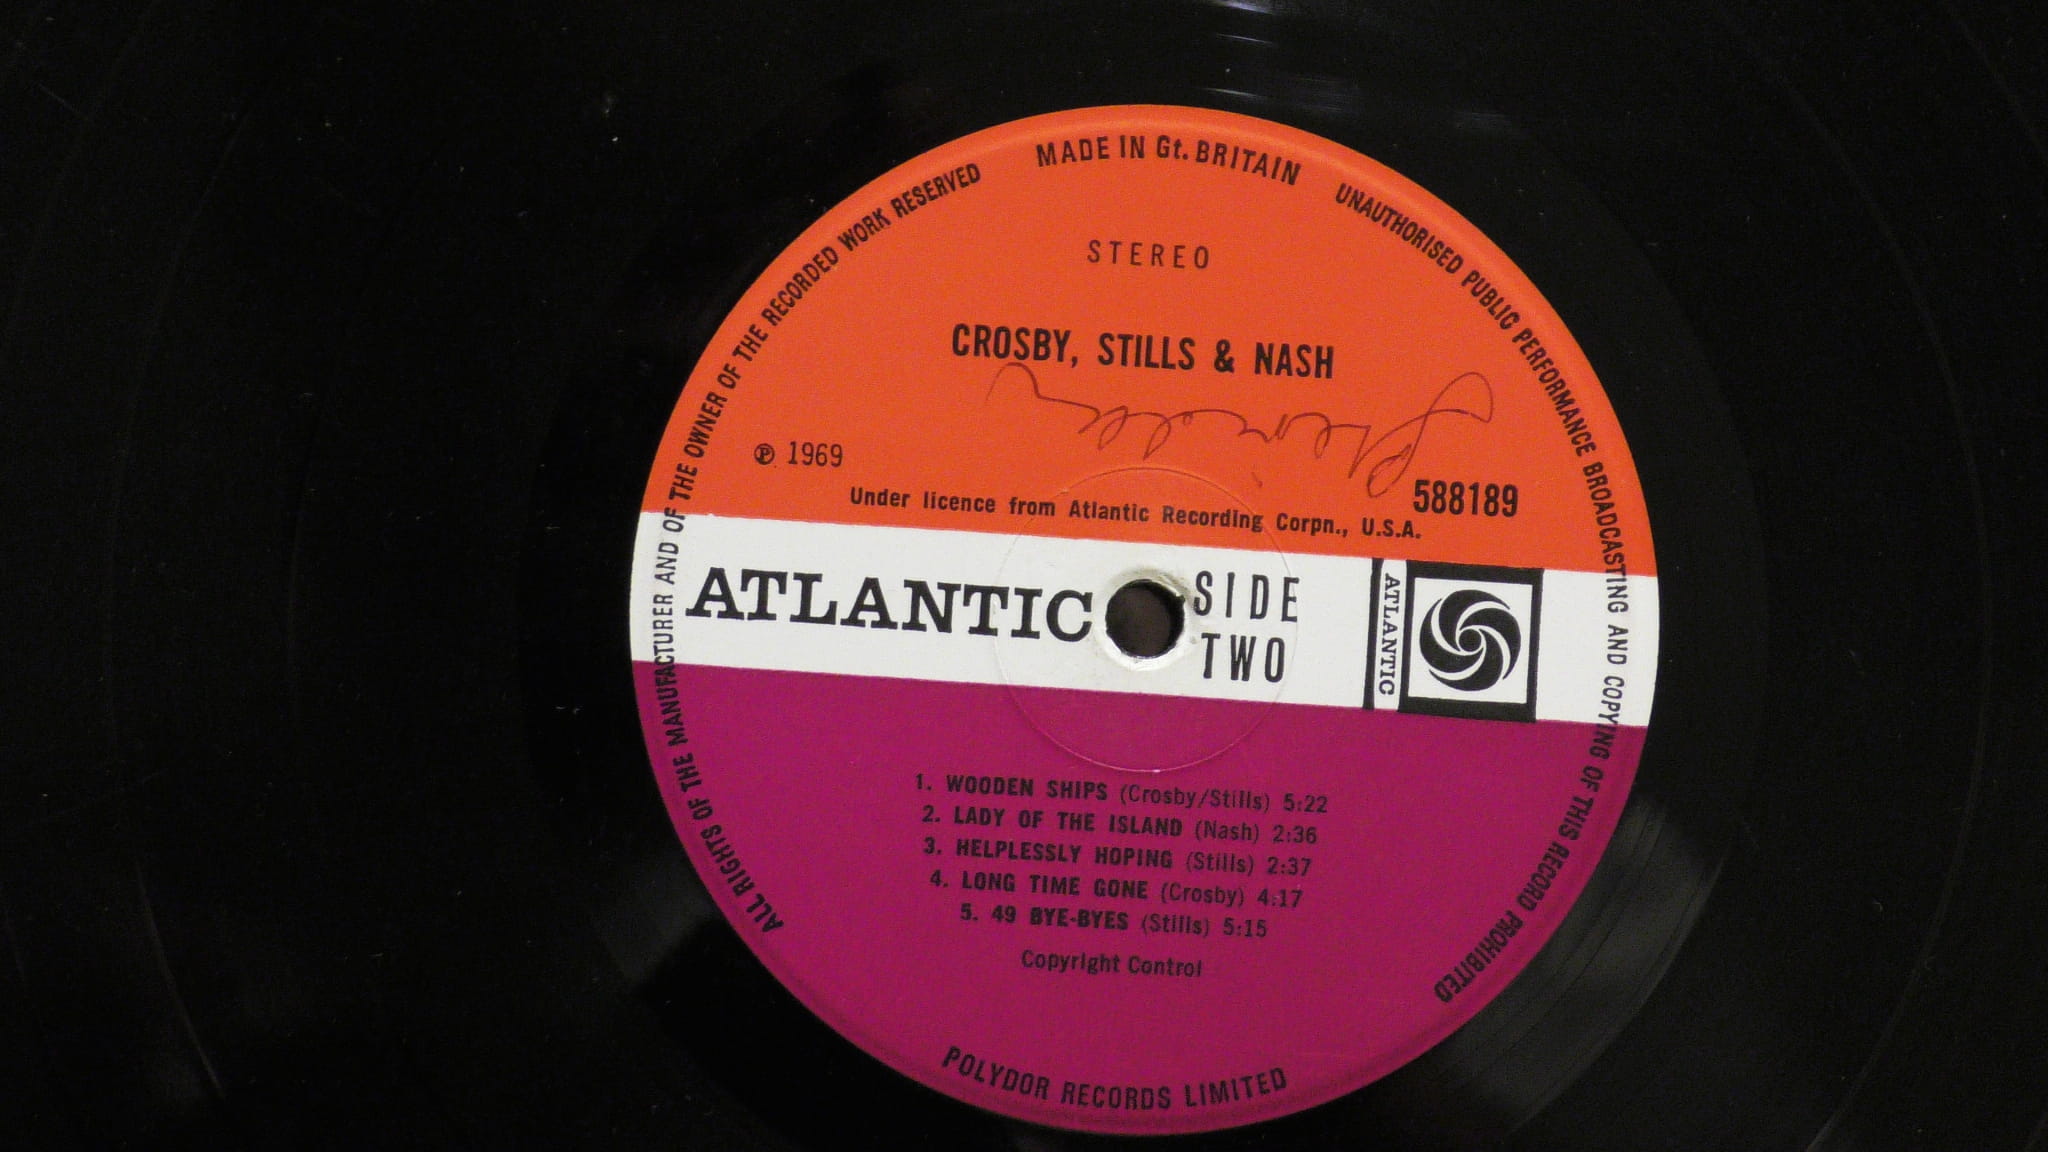 MADE IN Gt. BRITAIN
UNAUTHORISED PUBLIC PERFORMANCE BROADCASTING AND COPYING OF THIS RECORD PROHIBITED
ALL RIGHTS OF THE MANUFACTURER AND OF THE OWNER OF THE RECORDED WORK RESERVED
STEREO
CROSBY, STILLS & NASH
℗ 1969
588189
Under licence from Atlantic Recording Corpn., U.S.A.
ATLANTIC
SIDE
TWO
ATLANTIC
1. WOODEN SHIPS (Crosby/Stills) 5:22
2. LADY OF THE ISLAND (Nash) 2:36
3. HELPLESSLY HOPING (Stills) 2:37
4. LONG TIME GONE (Crosby) 4:17
5. 49 BYE-BYES (Stills) 5:15
Copyright Control
POLYDOR RECORDS LIMITED